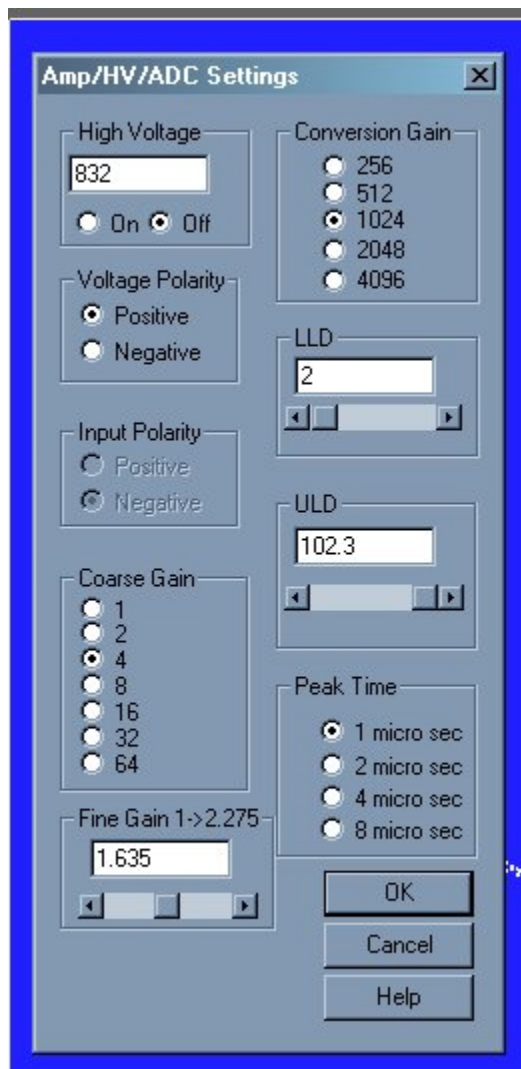 Amp/HV/ADC Settings
High Voltage
832
On Off
Voltage Polarity
Positive
Negative
Input Polarity
Positive
Negative
Coarse Gain
1
2
4
8
16
32
64
Fine Gain 1->2.275
1.635
Conversion Gain
256
512
1024
2048
4096
LLD
2
ULD
102.3
Peak Time
1 micro sec
2 micro sec
4 micro sec
8 micro sec
OK
Cancel
Help